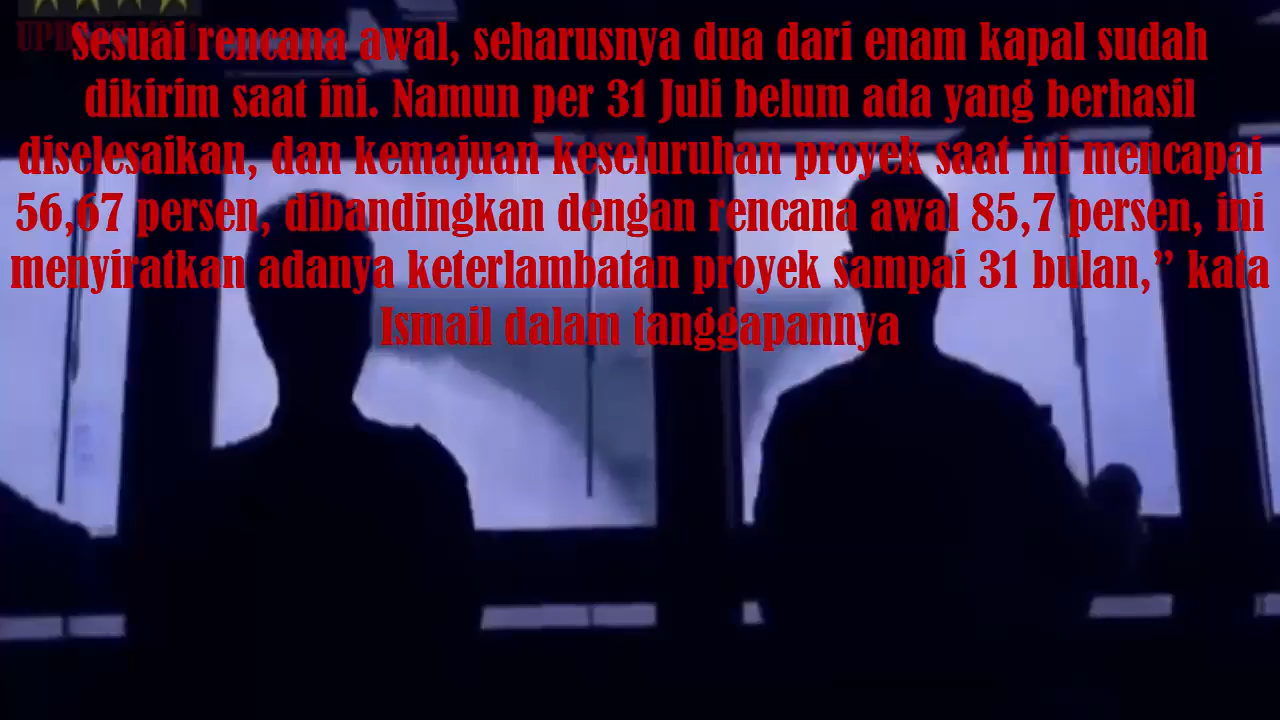 Sesuai rencana awal, seharusnya dua dari enam kapal sudah
dikirim saat ini. Namun per 31 Juli belum ada yang berhasil
diselesaikan, dan kemajuan keseluruhan proyek saat ini mencapai
56,67 persen, dibandingkan dengan rencana awal 85,7 persen, ini
menyiratkan adanya keterlambatan proyek sampai 31 bulan,” kata
Ismail dalam tanggapannya